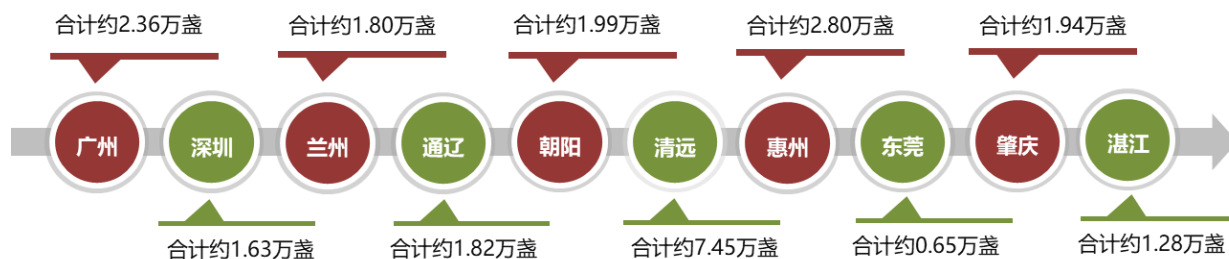 合计约2.36万盏
合计约1.80万盏
合计约1.99万盏
合计约2.80万盏
合计约1.94万盏
广州
深圳
兰州
通辽
朝阳
清远
惠州
东莞
肇庆
湛江
合计约1.63万盏
合计约1.82万盏
合计约7.45万盏
合计约0.65万盏
合计约1.28万盏